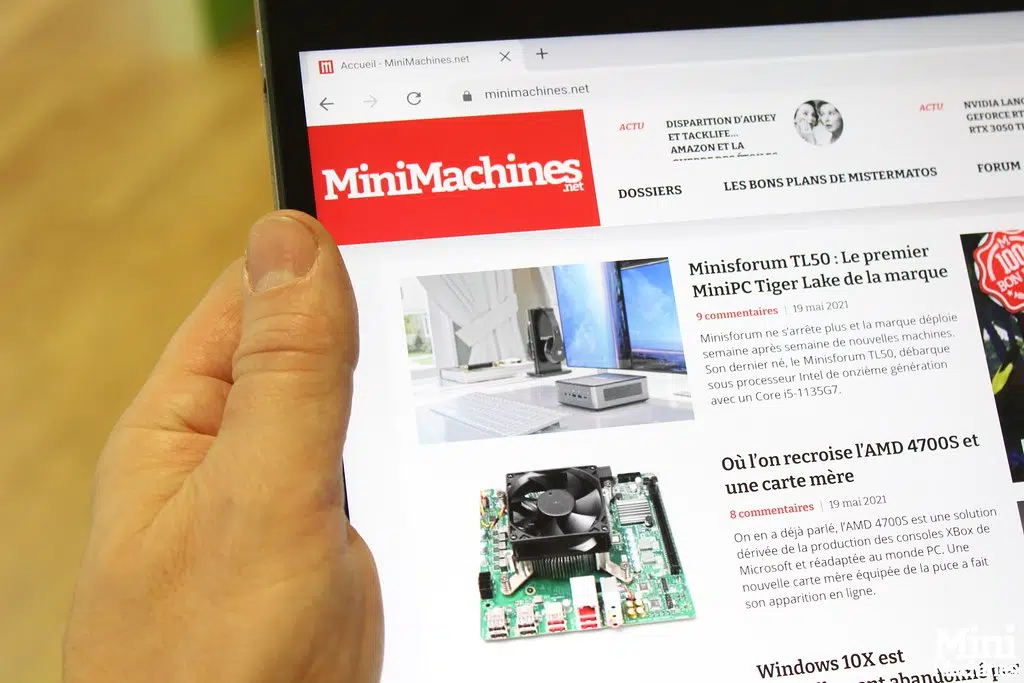 Accueil - MiniMachines.net
minimachines.net
MiniMachines
.net
ACTU
DISPARITION D'AUKEY
ET TACKLIFE...
AMAZON ET LA
ACTU
NVIDIA
GEFORCE
RTX 3050
DOSSIERS
LES BONS PLANS DE MISTERMATOS
FORUM
Minisforum TL50 : Le premier
MiniPC Tiger Lake de la marque
9 commentaires | 19 mai 2021
Minisforum ne s'arrête plus et la marque déploie
semaine après semaine de nouvelles machines.
Son dernier né, le Minisforum TL50, débarque
sous processeur Intel de onzième génération
avec un Core i5-1135G7.
100
BON
Où l'on recroise l'AMD 4700S et
une carte mère
8 commentaires | 19 mai 2021
On en a déjà parlé, l'AMD 4700S est une solution
dérivée de la production des consoles XBox de
Microsoft et réadaptée au monde PC. Une
nouvelle carte mère équipée de la puce a fait
son apparition en ligne.
Windows 10X est
abandonné
Mini